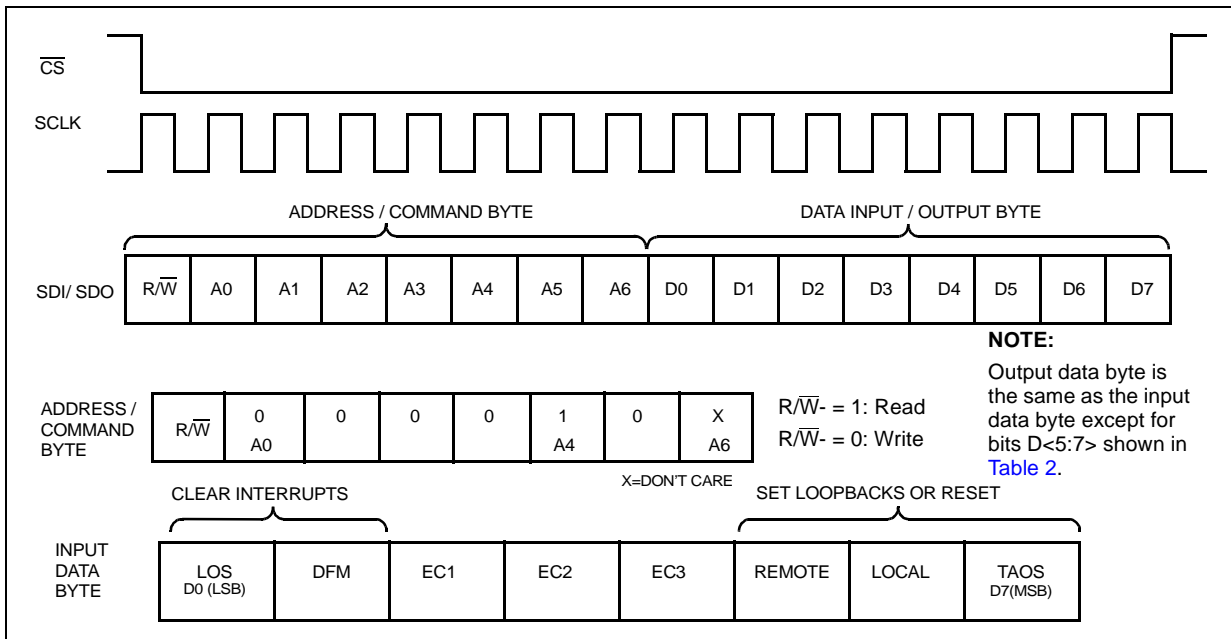 CS
SCLK
ADDRESS / COMMAND BYTE
DATA INPUT / OUTPUT BYTE
SDI/ SDO
R/W A0 A1 A2 A3 A4 A5 A6 D0 D1 D2 D3 D4 D5 D6 D7
NOTE:
Output data byte is
the same as the input
data byte except for
bits D<5:7> shown in
Table 2.
ADDRESS /
COMMAND
BYTE
R/W 0 0 0 0 1 0 X
A0 A4 A6
R/W- = 1: Read
R/W- = 0: Write
X=DON'T CARE
CLEAR INTERRUPTS
SET LOOPBACKS OR RESET
INPUT
DATA
BYTE
LOS DFM EC1 EC2 EC3 REMOTE LOCAL TAOS
D0 (LSB) D7(MSB)